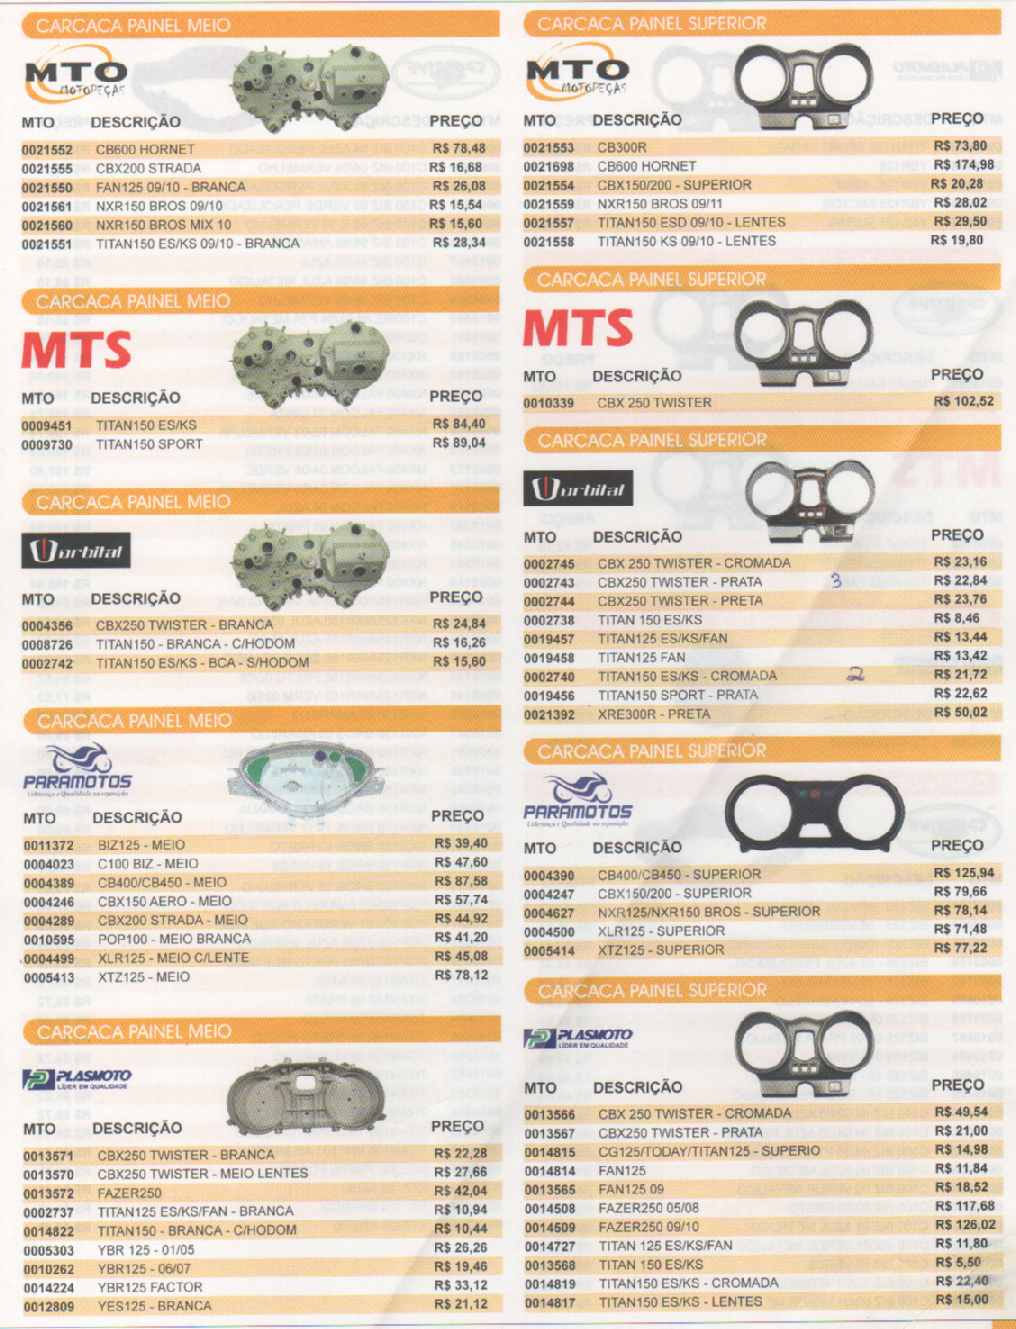 CARCACA PAINEL MEIO
MTO
MOTOPEÇAS
MTO DESCRIÇÃO PREÇO
0021552 CB600 HORNET R$ 78,48
0021555 CBX200 STRADA R$ 16,68
0021550 FAN125 09/10 - BRANCA R$ 26,08
0021561 NXR150 BROS 09/10 R$ 15,54
0021560 NXR150 BROS MIX 10 R$ 15,60
0021551 TITAN150 ES/KS 09/10 - BRANCA R$ 28,34
CARCACA PAINEL MEIO
MTS
MTO DESCRIÇÃO PREÇO
0009451 TITAN150 ES/KS R$ 84,40
0009730 TITAN150 SPORT R$ 89,04
CARCACA PAINEL MEIO
orbital
MTO DESCRIÇÃO PREÇO
0004356 CBX250 TWISTER - BRANCA R$ 24,84
0008726 TITAN150 - BRANCA - C/HODOM R$ 16,26
0002742 TITAN150 ES/KS - BCA - S/HODOM R$ 15,60
CARCACA PAINEL MEIO
PARAMOTOS
Liderança e Qualidade na reposição
MTO DESCRIÇÃO PREÇO
0011372 BIZ125 - MEIO R$ 39,40
0004023 C100 BIZ - MEIO R$ 47,60
0004389 CB400/CB450 - MEIO R$ 87,58
0004246 CBX150 AERO - MEIO R$ 57,74
0004289 CBX200 STRADA - MEIO R$ 44,92
0010595 POP100 - MEIO BRANCA R$ 41,20
0004499 XLR125 - MEIO C/LENTE R$ 45,08
0005413 XTZ125 - MEIO R$ 78,12
CARCACA PAINEL MEIO
PLASMOTO
LÍDER EM QUALIDADE
MTO DESCRIÇÃO PREÇO
0013571 CBX250 TWISTER - BRANCA R$ 22,28
0013570 CBX250 TWISTER - MEIO LENTES R$ 27,66
0013572 FAZER250 R$ 42,04
0002737 TITAN125 ES/KS/FAN - BRANCA R$ 10,94
0014822 TITAN150 - BRANCA - C/HODOM R$ 10,44
0005303 YBR 125 - 01/05 R$ 26,26
0010262 YBR125 - 06/07 R$ 19,46
0014224 YBR125 FACTOR R$ 33,12
0012809 YES125 - BRANCA R$ 21,12
CARCACA PAINEL SUPERIOR
MTO
MOTOPEÇAS
MTO DESCRIÇÃO PREÇO
0021553 CB300R R$ 73,80
0021698 CB600 HORNET R$ 174,98
0021554 CBX150/200 - SUPERIOR R$ 20,28
0021559 NXR150 BROS 09/11 R$ 28,02
0021557 TITAN150 ESD 09/10 - LENTES R$ 29,50
0021558 TITAN150 KS 09/10 - LENTES R$ 19,80
CARCACA PAINEL SUPERIOR
MTS
MTO DESCRIÇÃO PREÇO
0010339 CBX 250 TWISTER R$ 102,52
CARCACA PAINEL SUPERIOR
orbital
MTO DESCRIÇÃO PREÇO
0002745 CBX 250 TWISTER - CROMADA R$ 23,16
0002743 CBX250 TWISTER - PRATA 3 R$ 22,84
0002744 CBX250 TWISTER - PRETA R$ 23,76
0002738 TITAN 150 ES/KS R$ 8,46
0019457 TITAN125 ES/KS/FAN R$ 13,44
0019458 TITAN125 FAN R$ 13,42
0002740 TITAN150 ES/KS - CROMADA 2 R$ 21,72
0019456 TITAN150 SPORT - PRATA R$ 22,62
0021392 XRE300R - PRETA R$ 50,02
CARCACA PAINEL SUPERIOR
PARAMOTOS
Liderança e Qualidade na reposição
MTO DESCRIÇÃO PREÇO
0004390 CB400/CB450 - SUPERIOR R$ 125,94
0004247 CBX150/200 - SUPERIOR R$ 79,66
0004627 NXR125/NXR150 BROS - SUPERIOR R$ 78,14
0004500 XLR125 - SUPERIOR R$ 71,48
0005414 XTZ125 - SUPERIOR R$ 77,22
CARCACA PAINEL SUPERIOR
PLASMOTO
LÍDER EM QUALIDADE
MTO DESCRIÇÃO PREÇO
0013566 CBX 250 TWISTER - CROMADA R$ 49,54
0013567 CBX250 TWISTER - PRATA R$ 21,00
0014815 CG125/TODAY/TITAN125 - SUPERIO R$ 14,98
0014814 FAN125 R$ 11,84
0013565 FAN125 09 R$ 18,52
0014508 FAZER250 05/08 R$ 117,68
0014509 FAZER250 09/10 R$ 126,02
0014727 TITAN 125 ES/KS/FAN R$ 11,80
0013568 TITAN 150 ES/KS R$ 5,50
0014819 TITAN150 ES/KS - CROMADA R$ 22,40
0014817 TITAN150 ES/KS - LENTES R$ 15,00